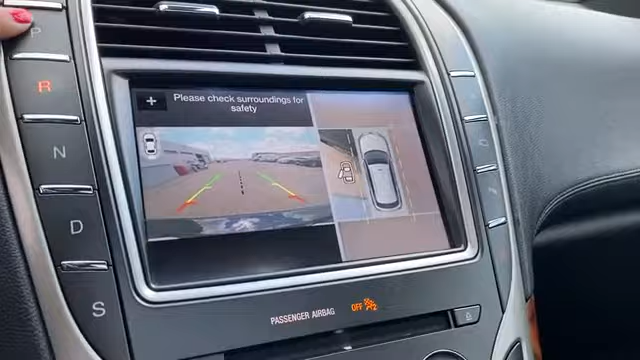 P
R
N
D
S
+
Please check surroundings for
safety
PASSENGER AIRBAG
OFF